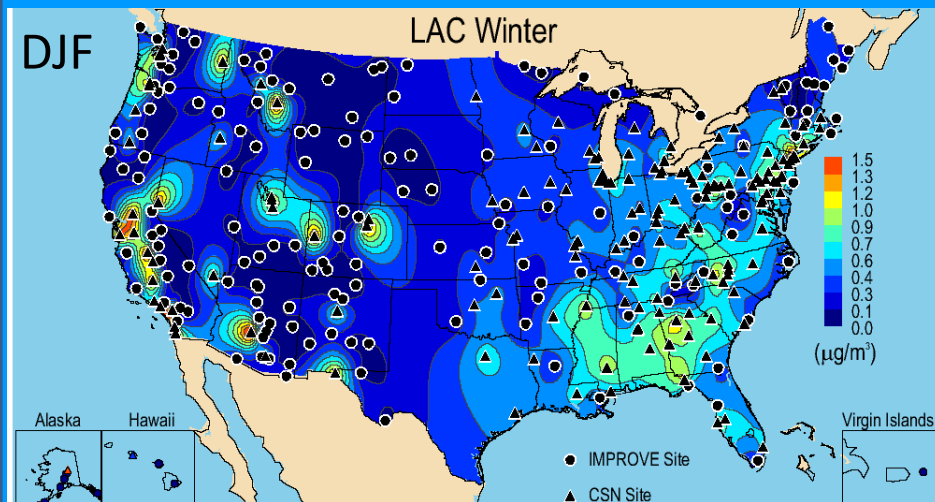 LAC Winter
DJF
1.5
1.3
1.2
1.0
0.9
0.7
0.6
0.4
0.3
0.1
0.0
(μg/m³)
Alaska
Hawaii
Virgin Islands
IMPROVE Site
CSN Site